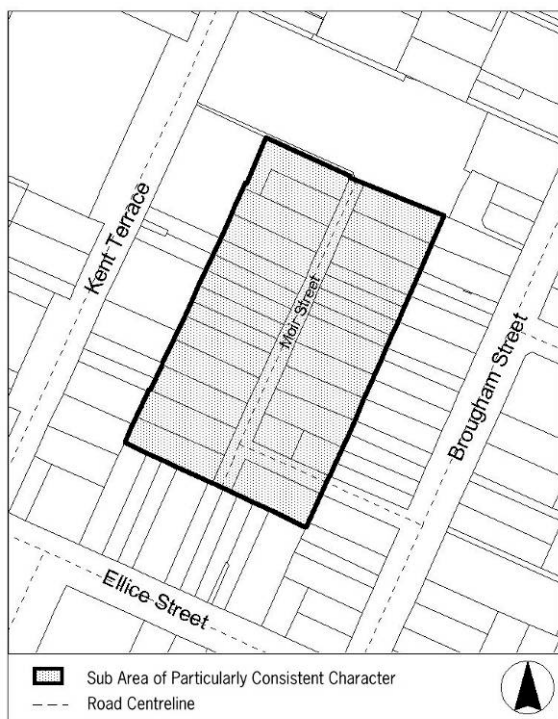 Kent Terrace
Moir Street
Brougham Street
Ellice Street
Sub Area of Particularly Consistent Character
Road Centreline